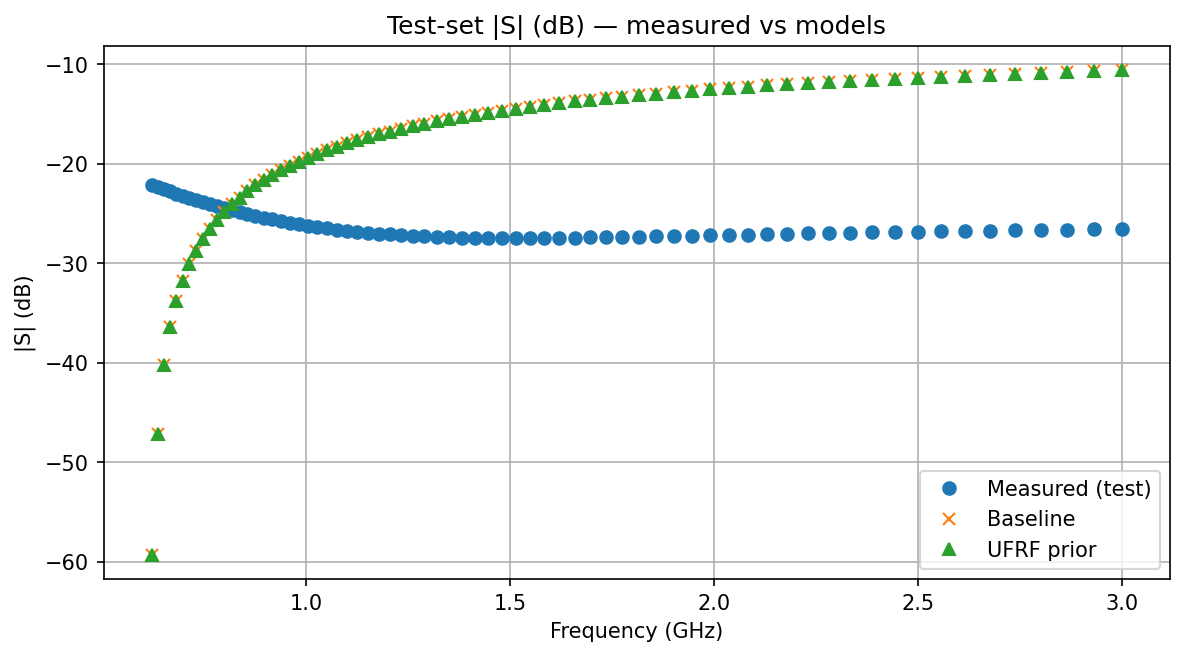 Test-set |S| (dB) — measured vs models
|S| (dB)
−10
−20
−30
−40
−50
−60
Measured (test)
Baseline
UFRF prior
1.0 1.5 2.0 2.5 3.0
Frequency (GHz)